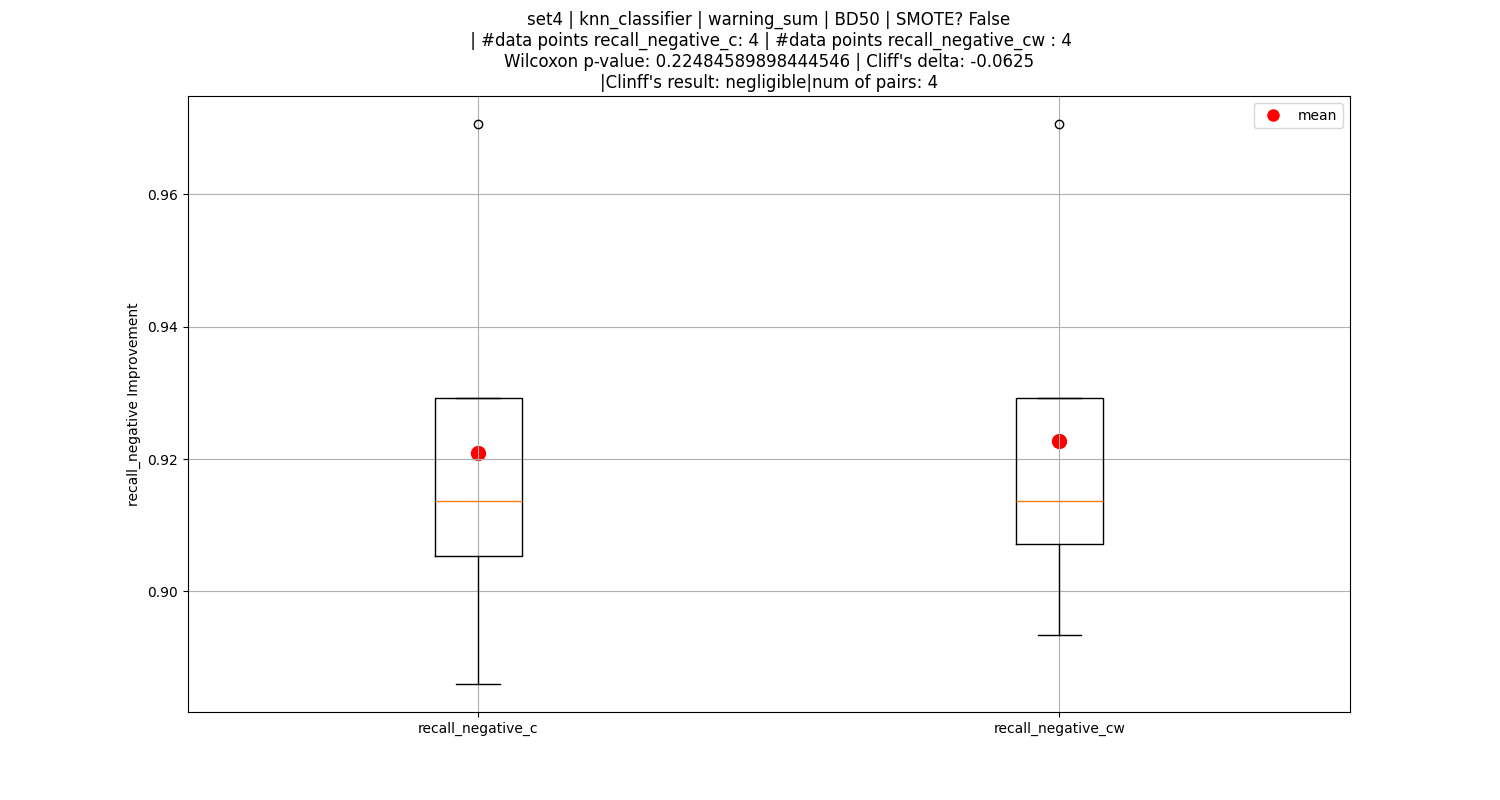 set4 | knn_classifier | warning_sum | BD50 | SMOTE? False
| #data points recall_negative_c: 4 | #data points recall_negative_cw : 4
Wilcoxon p-value: 0.22484589898444546 | Cliff's delta: -0.0625
|Clinff's result: negligible|num of pairs: 4
mean
0.96
0.94
0.92
0.90
recall_negative Improvement
recall_negative_c
recall_negative_cw